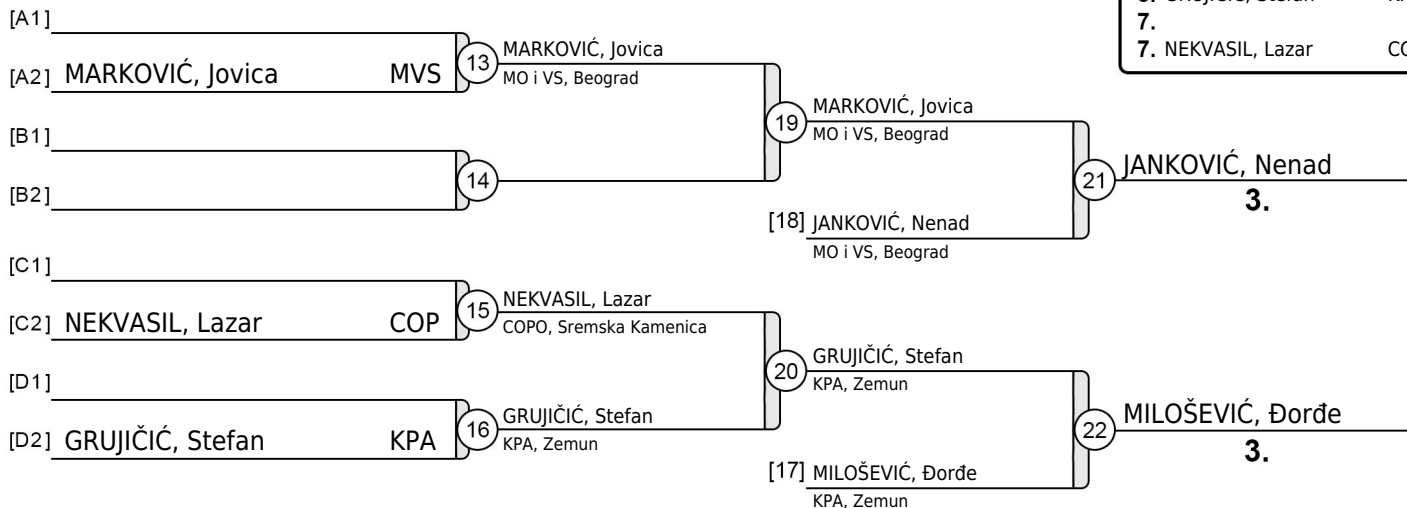 [A1]
[A2] MARKOVIĆ, Jovica MVS
13
MARKOVIĆ, Jovica
MO i VS, Beograd
[B1]
[B2]
14
19
MARKOVIĆ, Jovica
MO i VS, Beograd
[18] JANKOVIĆ, Nenad
MO i VS, Beograd
21
JANKOVIĆ, Nenad
3.
[C1]
[C2] NEKVASIL, Lazar COP
15
NEKVASIL, Lazar
COPO, Sremska Kamenica
[D1]
[D2] GRUJIČIĆ, Stefan KPA
16
GRUJIČIĆ, Stefan
KPA, Zemun
20
GRUJIČIĆ, Stefan
KPA, Zemun
[17] MILOŠEVIĆ, Đorđe
KPA, Zemun
22
MILOŠEVIĆ, Đorđe
3.
7.
7. NEKVASIL, Lazar